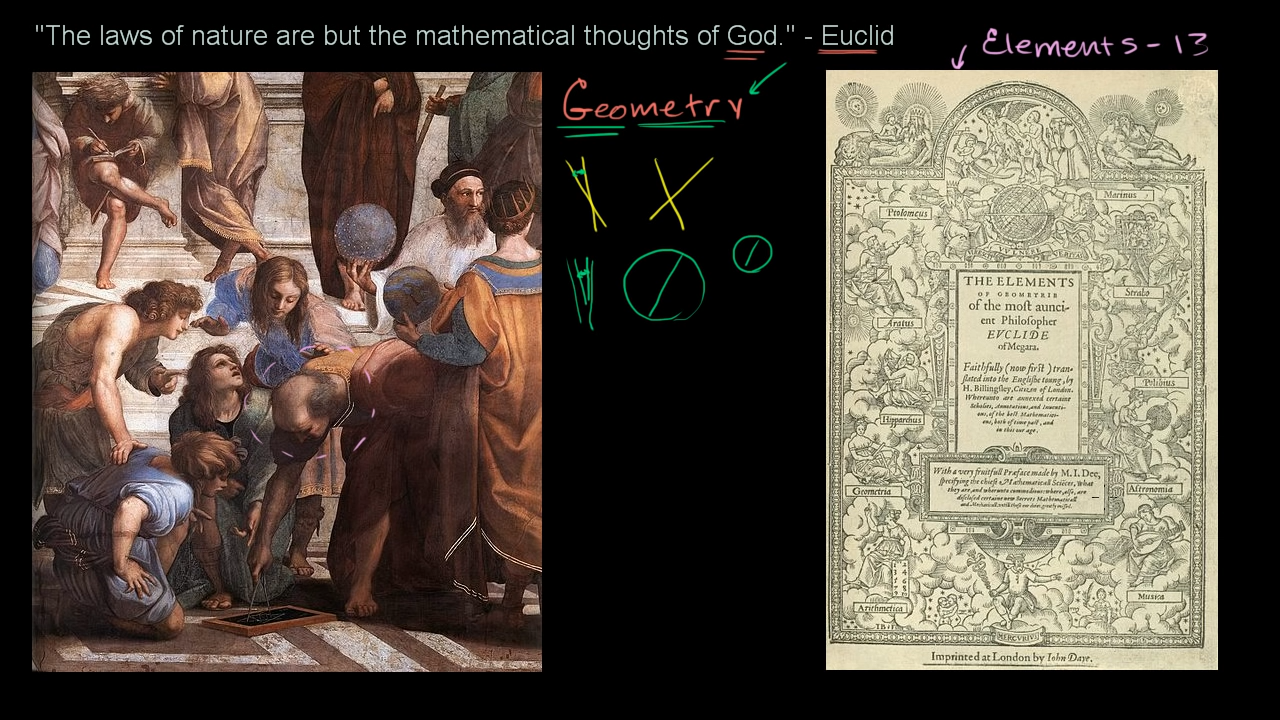 "The laws of nature are but the mathematical thoughts of God." - Euclid
Elements - 13
Geometry
Ptolomeus
Marinus
Strabo
Aratus
Polibius
Hipparchus
Geometria
Astronomia
Arithmetica
Musica
THE ELEMENTS
OF GEOMETRIE
of the most aunci-
ent Philosopher
EVCLIDE
of Megara.
Faithfully (now first) tran-
slated into the Englishe toung, by
H. Billingsley, Citizen of London.
Whereunto are annexed certaine
Scholies, Annotations, and Inventi-
ons, of the best Mathematici-
ens, both of time past, and
in this our age.
With a very fruitfull Præface made by M. I. Dee,
specifying the chiefe Mathematicall Sciẽces, what
they are, and wherunto commodious: where, also, are
disclosed certaine new Secrets Mathematicall
and Mechanicall, untill these our daies, greatly missed.
MERCVRIVS
Imprinted at London by Iohn Daye.